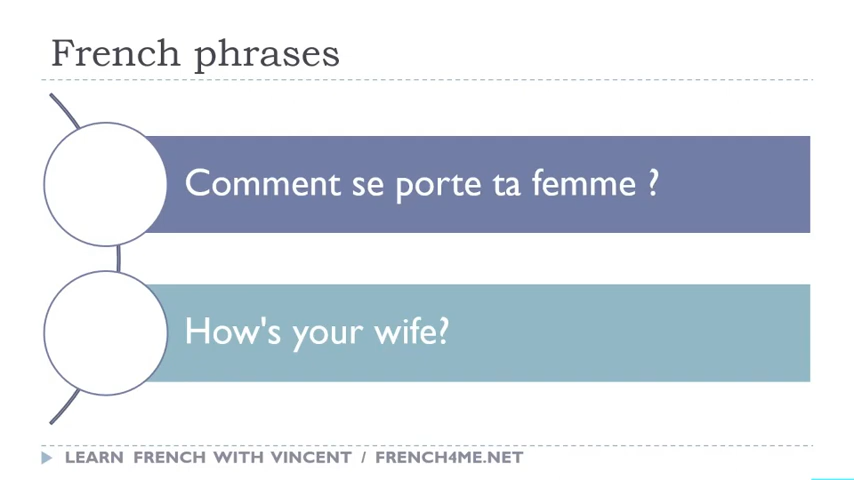 French phrases
Comment se porte ta femme ?
How's your wife?
LEARN FRENCH WITH VINCENT / FRENCH4ME.NET